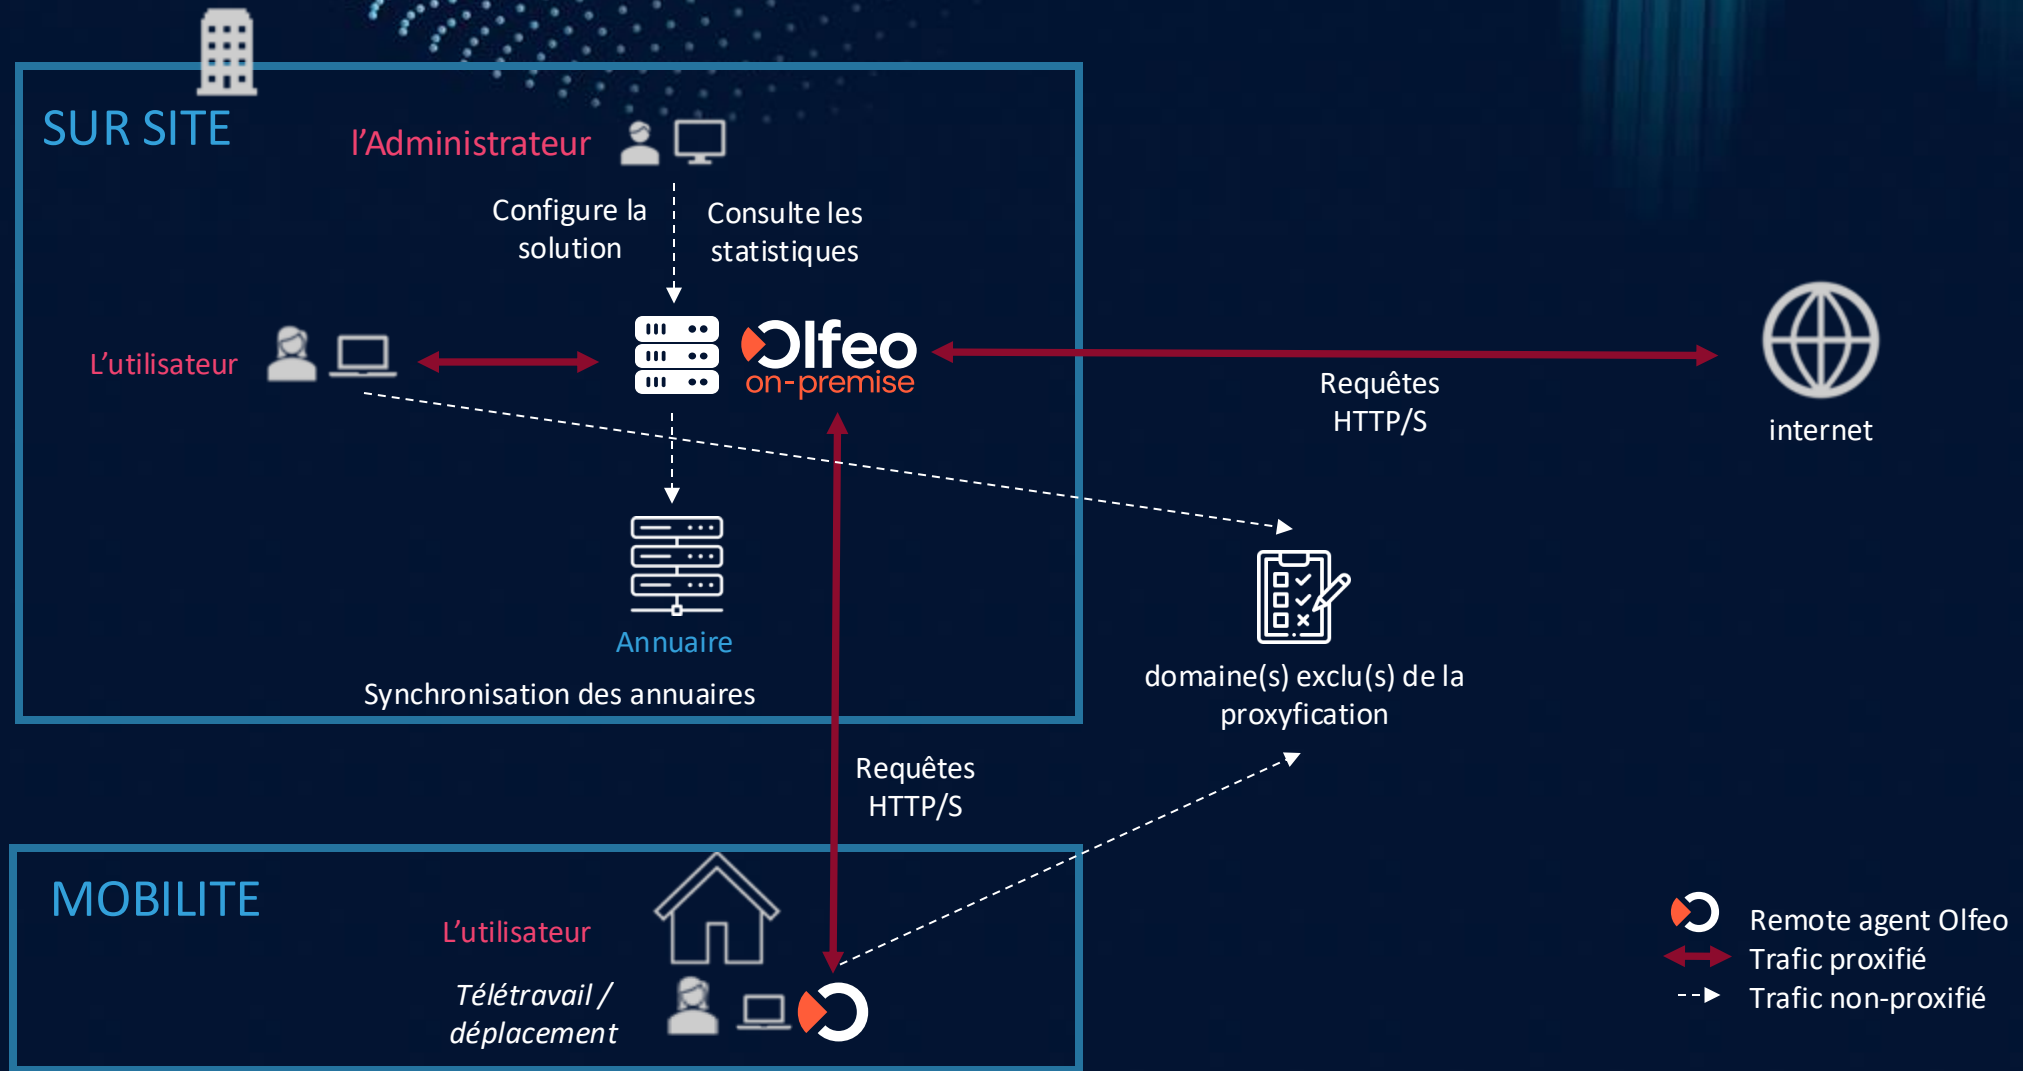 SUR SITE
l'Administrateur
Configure la
solution
Consulte les
statistiques
L'utilisateur
Olfeo
on-premise
Requêtes
HTTP/S
internet
Annuaire
Synchronisation des annuaires
domaine(s) exclu(s) de la
proxyfication
Requêtes
HTTP/S
MOBILITE
L'utilisateur
Télétravail /
déplacement
Remote agent Olfeo
Trafic proxifié
Trafic non-proxifié